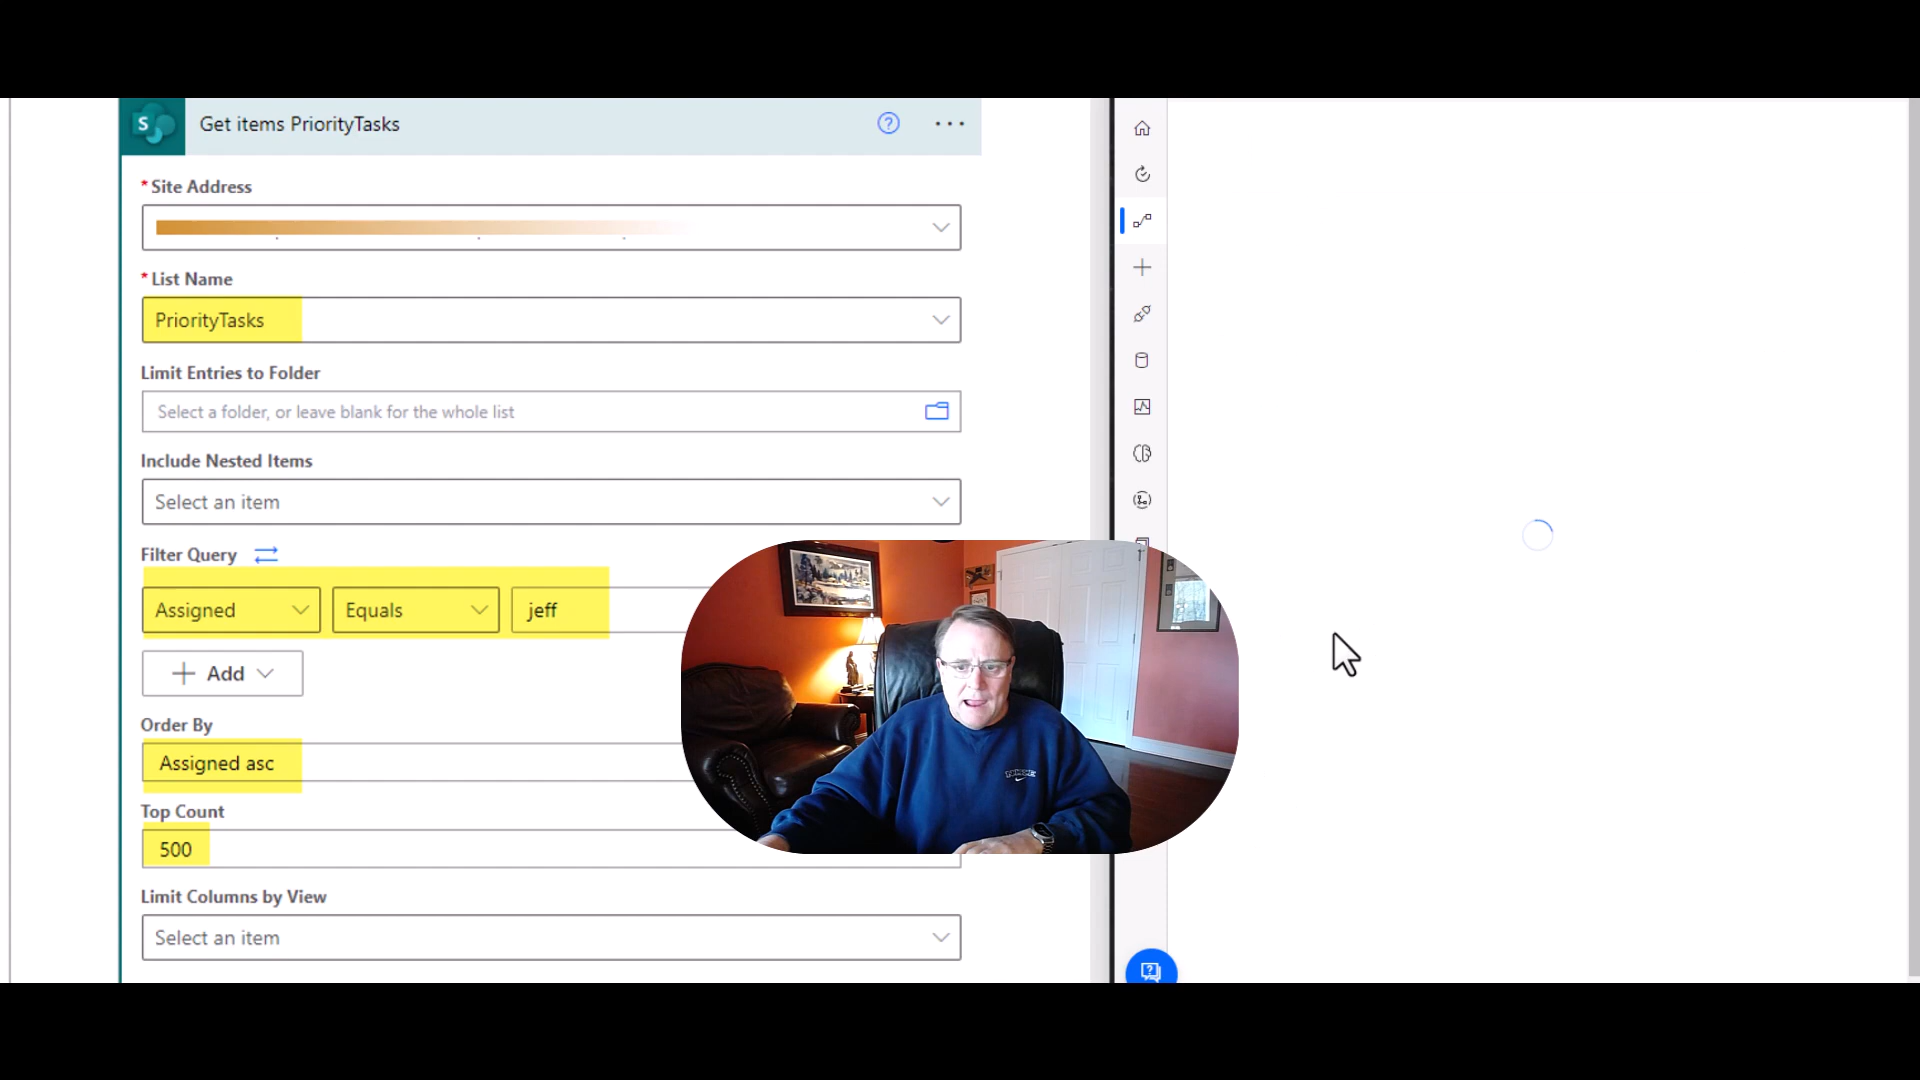 S
Get items PriorityTasks
?
* Site Address
* List Name
PriorityTasks
Limit Entries to Folder
Select a folder, or leave blank for the whole list
Include Nested Items
Select an item
Filter Query
Assigned
Equals
jeff
Add
Order By
Assigned asc
Top Count
500
Limit Columns by View
Select an item
?